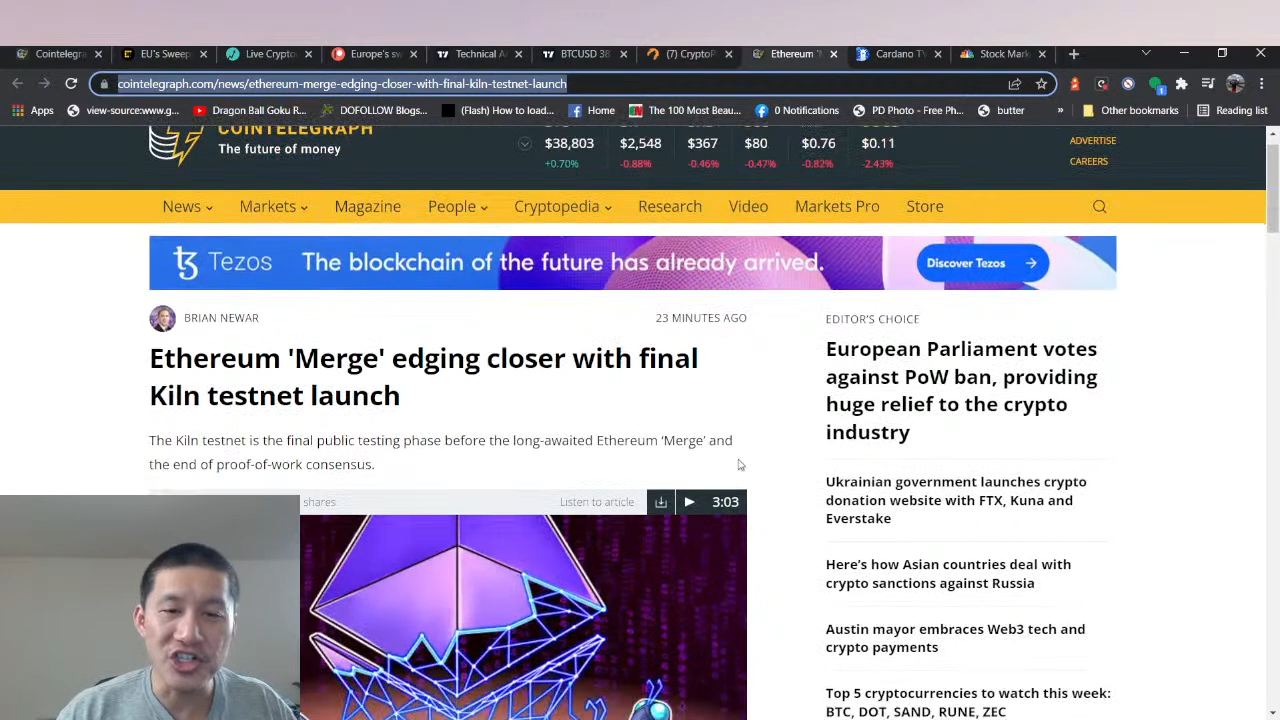 Cointelegra
EU's Sweep
Live Crypto
Europe's sw
Technical A
BTCUSD 38
(7) CryptoP
Ethereum 'M
Cardano TV
Stock Mark
cointelegraph.com/news/ethereum-merge-edging-closer-with-final-kiln-testnet-launch
Apps
view-source:www.g...
Dragon Ball Goku R...
DOFOLLOW Blogs...
(Flash) How to load...
Home
The 100 Most Beau...
0 Notifications
PD Photo - Free Ph...
butter
»
Other bookmarks
Reading list
COINTELEGRAPH
The future of money
$38,803
$2,548
$367
$80
$0.76
$0.11
+0.70%
-0.88%
-0.46%
-0.47%
-0.82%
-2.43%
ADVERTISE
CAREERS
News
Markets
Magazine
People
Cryptopedia
Research
Video
Markets Pro
Store
Tezos
The blockchain of the future has already arrived.
Discover Tezos
BRIAN NEWAR
23 MINUTES AGO
Ethereum 'Merge' edging closer with final
Kiln testnet launch
The Kiln testnet is the final public testing phase before the long-awaited Ethereum ‘Merge’ and
the end of proof-of-work consensus.
shares
Listen to article
3:03
EDITOR’S CHOICE
European Parliament votes
against PoW ban, providing
huge relief to the crypto
industry
Ukrainian government launches crypto
donation website with FTX, Kuna and
Everstake
Here’s how Asian countries deal with
crypto sanctions against Russia
Austin mayor embraces Web3 tech and
crypto payments
Top 5 cryptocurrencies to watch this week:
BTC, DOT, SAND, RUNE, ZEC